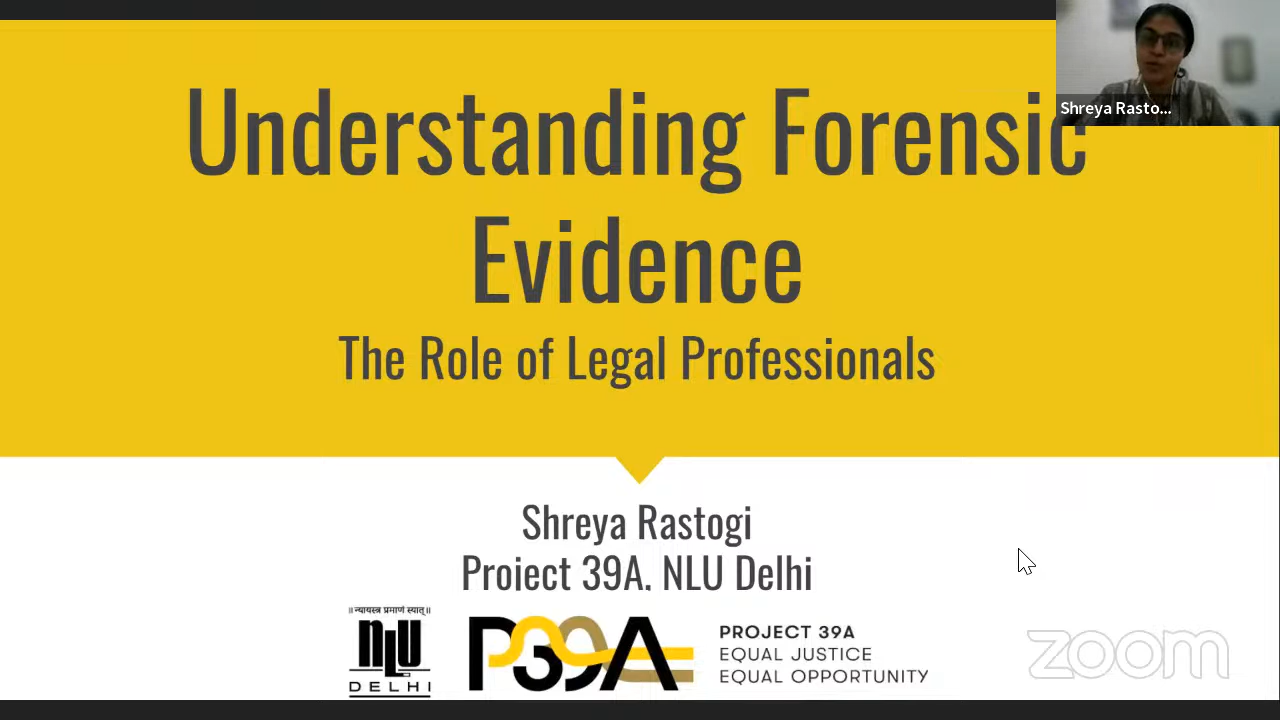 Understanding Forensic
Evidence
The Role of Legal Professionals
Shreya Rasto...
Shreya Rastogi
Project 39A, NLU Delhi
॥ न्यायस्त्र प्रमाणं स्यात् ॥
NLU
DELHI
P39A
PROJECT 39A
EQUAL JUSTICE
EQUAL OPPORTUNITY
zoom